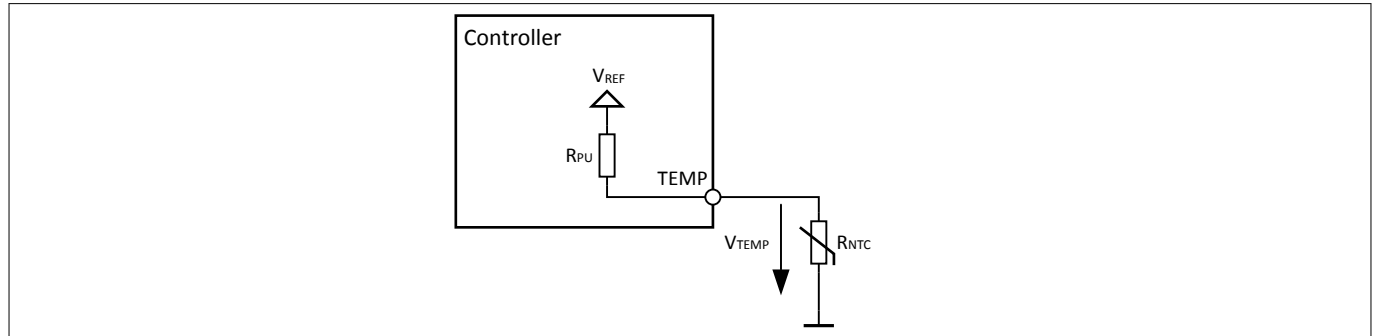 Controller
VREF
RPU
TEMP
VTEMP
RNTC